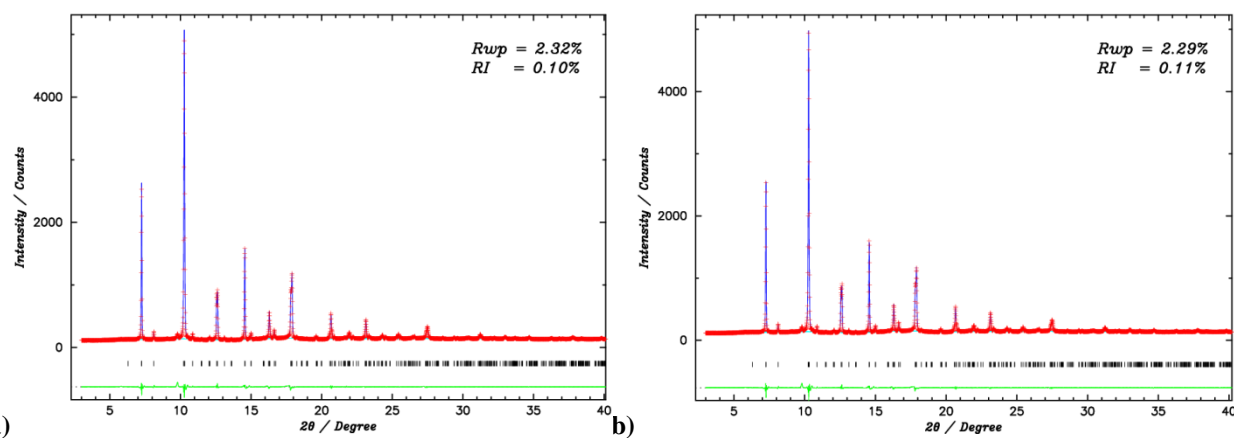 Rwp = 2.32%
RI = 0.10%
4000
2000
0
Intensity / Counts
5 10 15 20 25 30 35 40
2θ / Degree
)
Rwp = 2.29%
RI = 0.11%
4000
2000
0
Intensity / Counts
5 10 15 20 25 30 35 40
2θ / Degree
b)